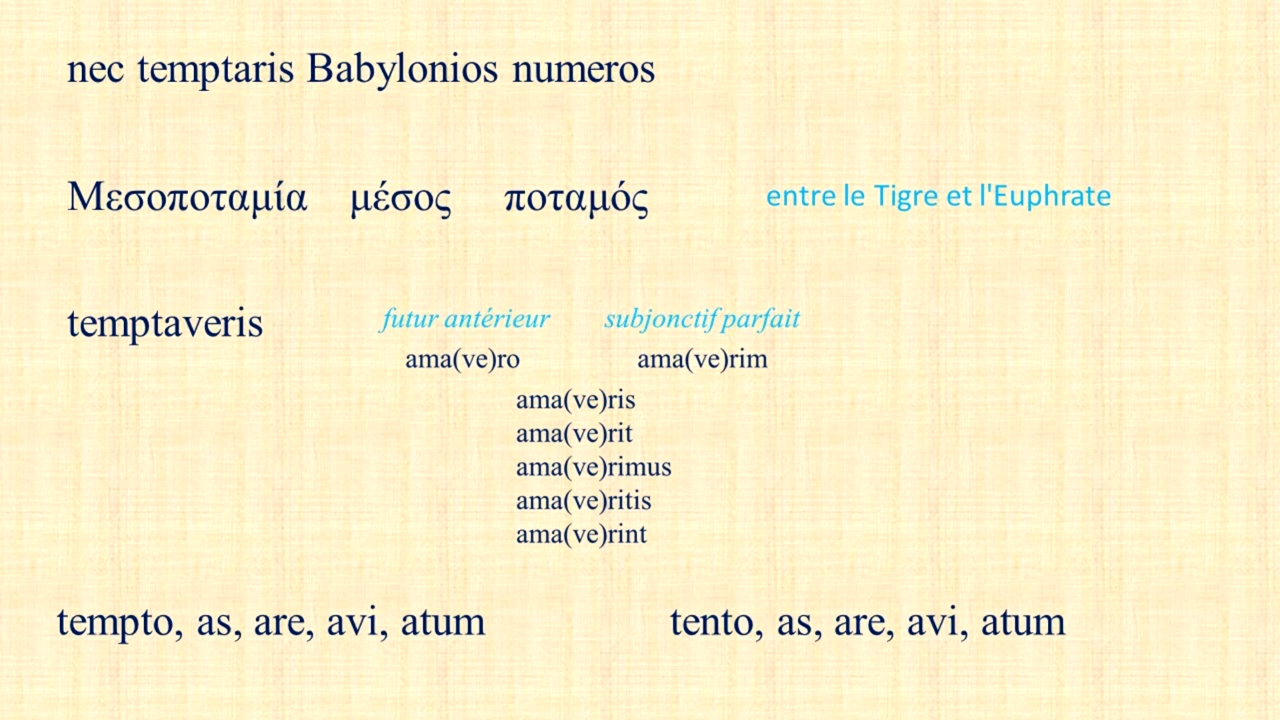 nec temptaris Babylonios numeros
Μεσοποταμία μέσος ποταμός entre le Tigre et l'Euphrate
temptaveris futur antérieur subjonctif parfait
ama(ve)ro ama(ve)rim
ama(ve)ris
ama(ve)rit
ama(ve)rimus
ama(ve)ritis
ama(ve)rint
tempto, as, are, avi, atum tento, as, are, avi, atum